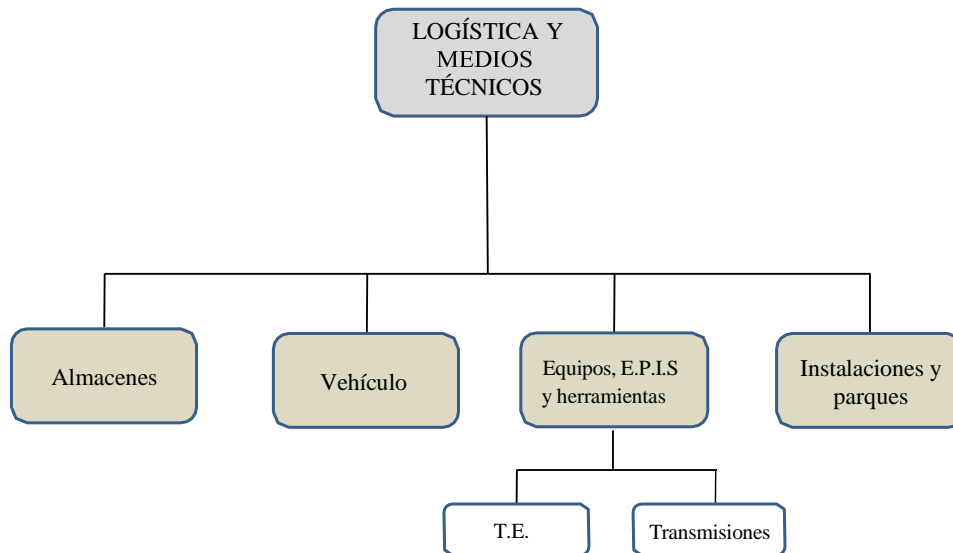 LOGÍSTICA Y
MEDIOS
TÉCNICOS
Almacenes
Vehículo
Equipos, E.P.I.S
y herramientas
Instalaciones y
parques
T.E.
Transmisiones